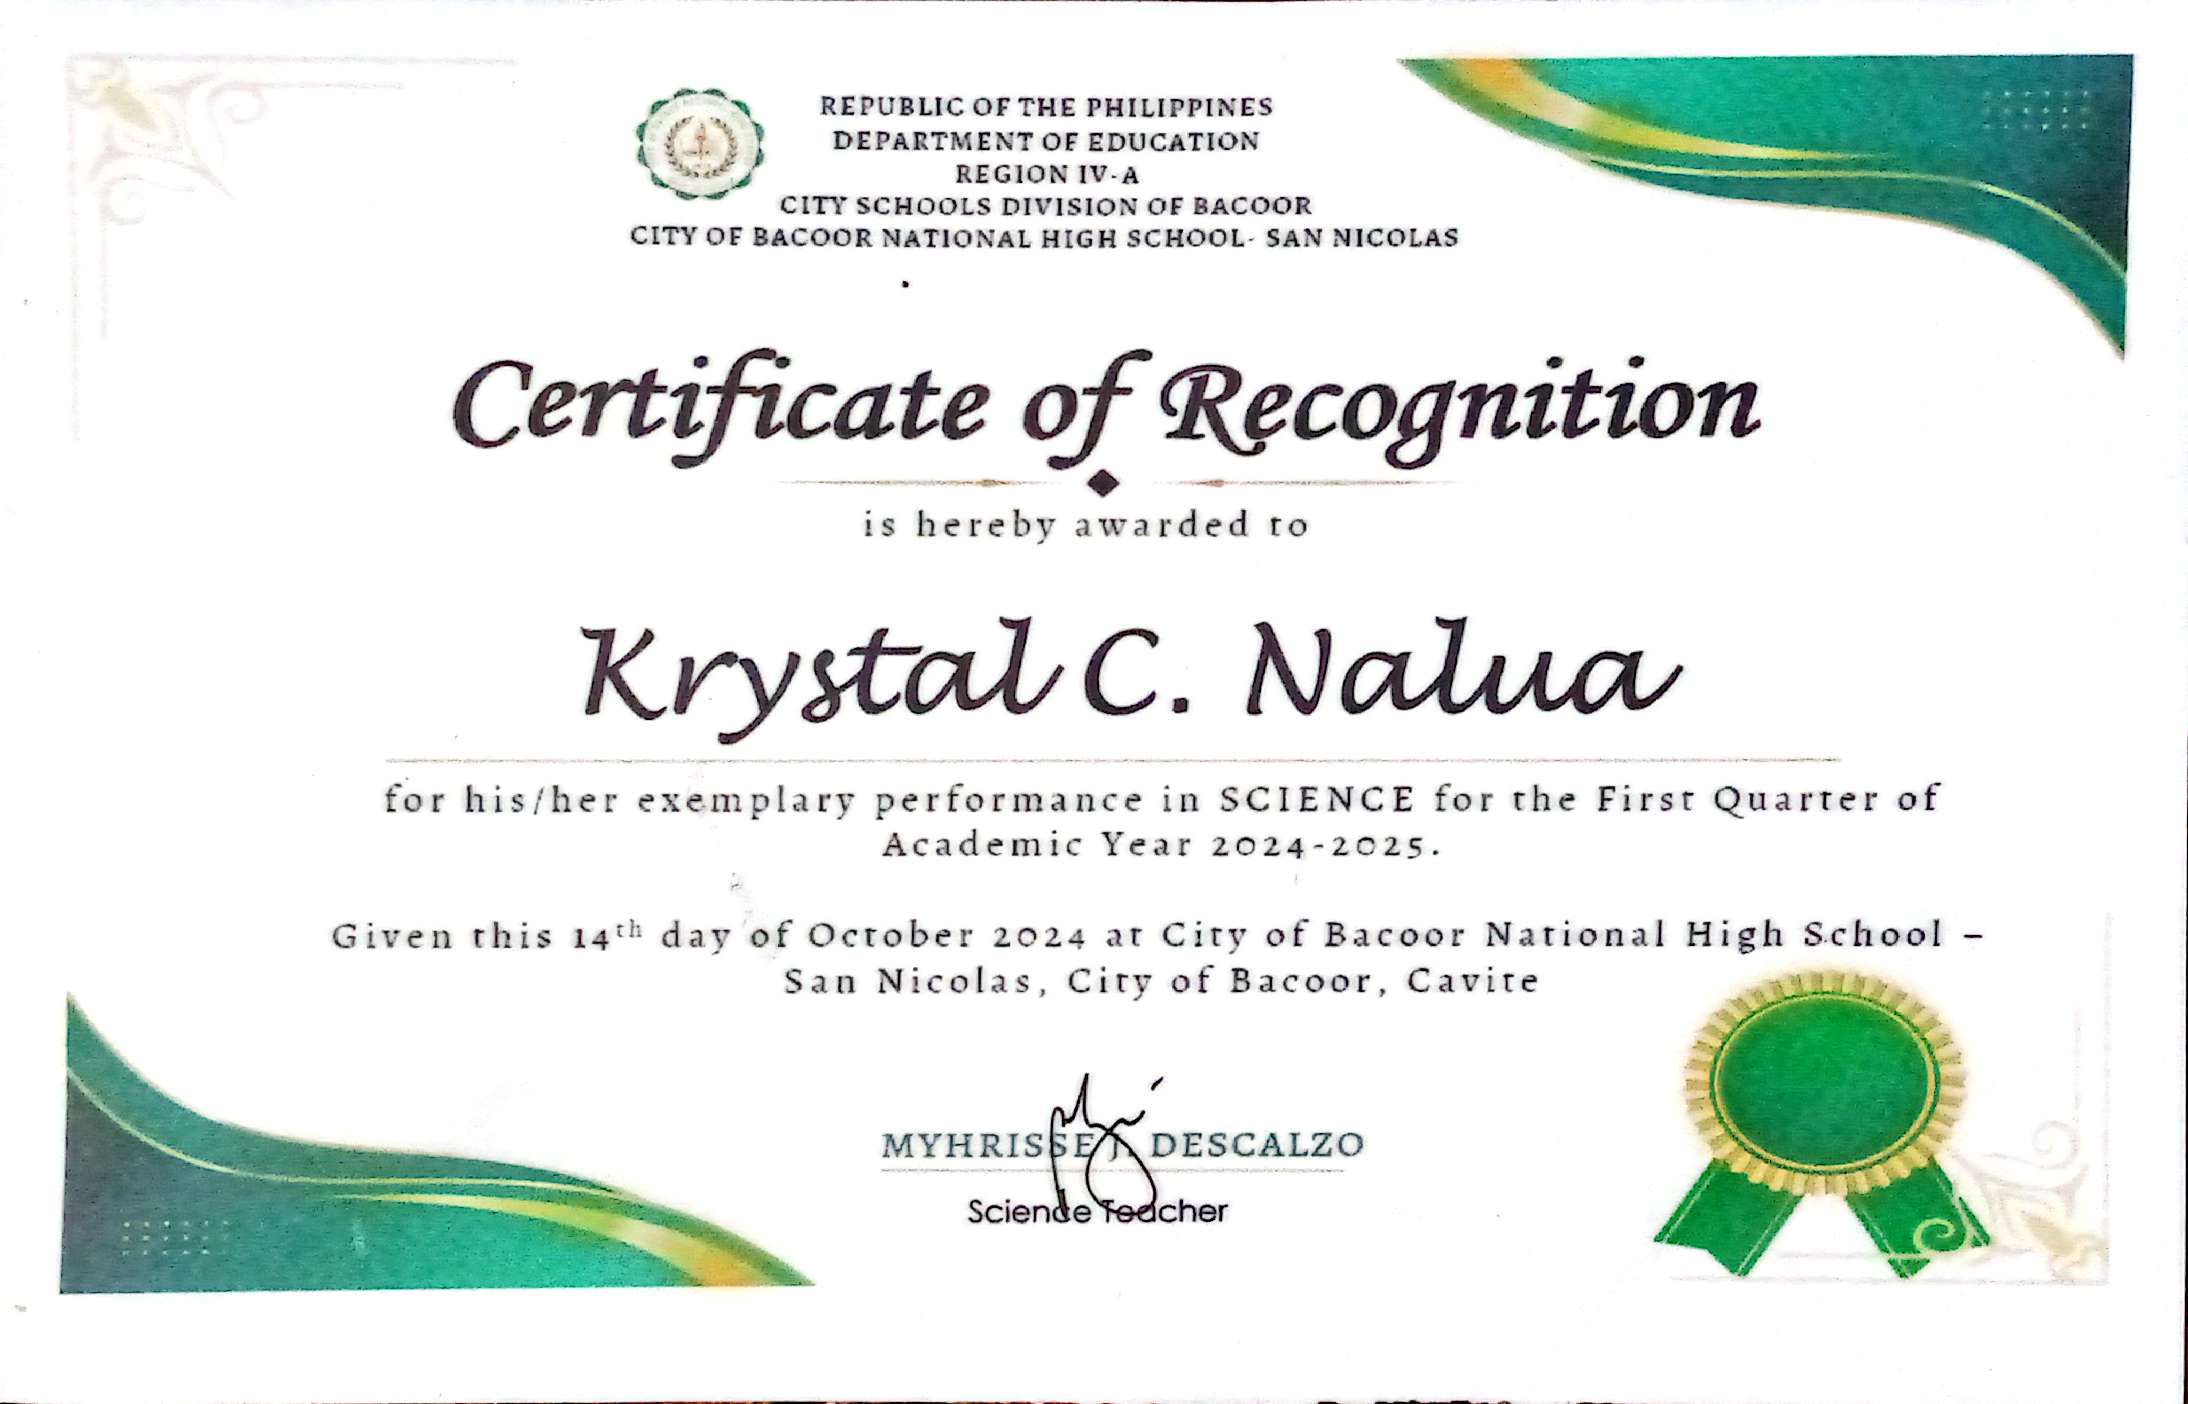 REPUBLIC OF THE PHILIPPINES
DEPARTMENT OF EDUCATION
REGION IV-A
CITY SCHOOLS DIVISION OF BACOOR
CITY OF BACOOR NATIONAL HIGH SCHOOL- SAN NICOLAS
Certificate of Recognition
is hereby awarded to
Krystal C. Nalua
for his/her exemplary performance in SCIENCE for the First Quarter of
Academic Year 2024-2025.
Given this 14th day of October 2024 at City of Bacoor National High School –
San Nicolas, City of Bacoor, Cavite
MYHRISSE J. DESCALZO
Science Teacher